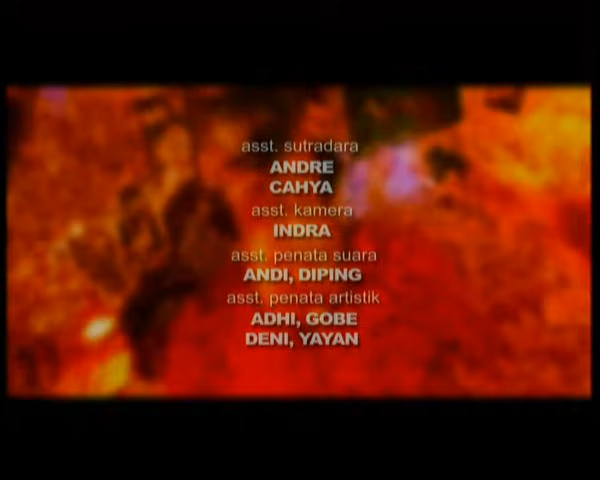 asst. sutradara
ANDRE
CAHYA
asst. kamera
INDRA
asst. penata suara
ANDI, DIPING
asst. penata artistik
ADHI, GOBE
DENI, YAYAN